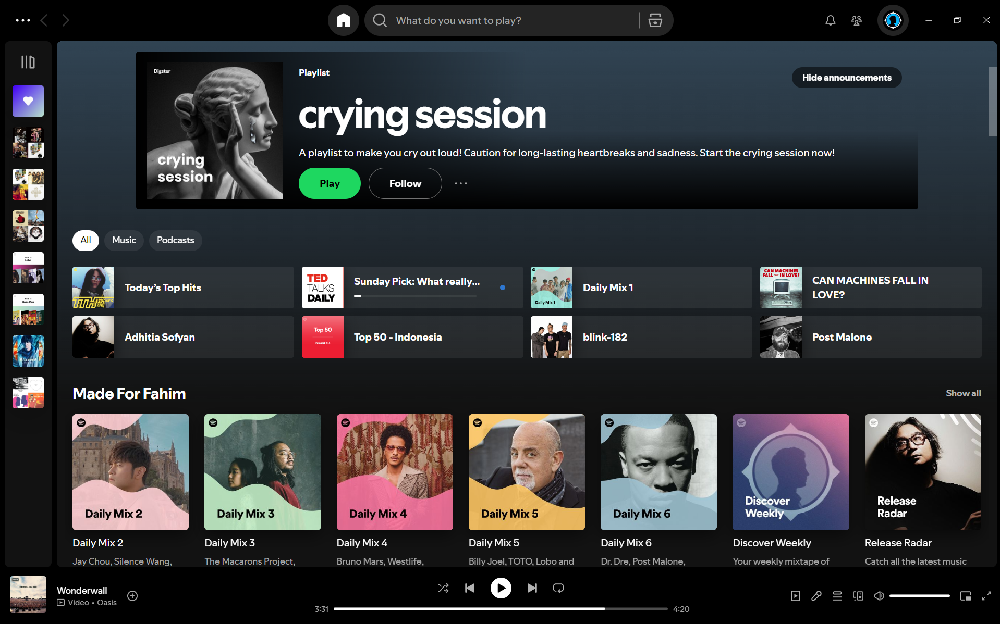 What do you want to play?
Digster
crying
session
Playlist
Hide announcements
crying session
A playlist to make you cry out loud! Caution for long-lasting heartbreaks and sadness. Start the crying session now!
Play
Follow
All
Music
Podcasts
Today's Top Hits
TED
TALKS
DAILY
Sunday Pick: What really...
Daily Mix 1
Daily Mix 1
CAN MACHINES
FALL IN LOVE?
CAN MACHINES FALL IN
LOVE?
Adhitia Sofyan
Top 50
INDONESIA
Top 50 - Indonesia
blink-182
Post Malone
Made For Fahim
Show all
Daily Mix 2
Daily Mix 3
Daily Mix 4
Daily Mix 5
Daily Mix 6
Discover
Weekly
Release
Radar
Daily Mix 2
Daily Mix 3
Daily Mix 4
Daily Mix 5
Daily Mix 6
Discover Weekly
Release Radar
Jay Chou, Silence Wang,
The Macarons Project,
Bruno Mars, Westlife,
Billy Joel, TOTO, Lobo and
Dr. Dre, Post Malone,
Your weekly mixtape of
Catch all the latest music
Wonderwall
Video • Oasis
3:31
4:20